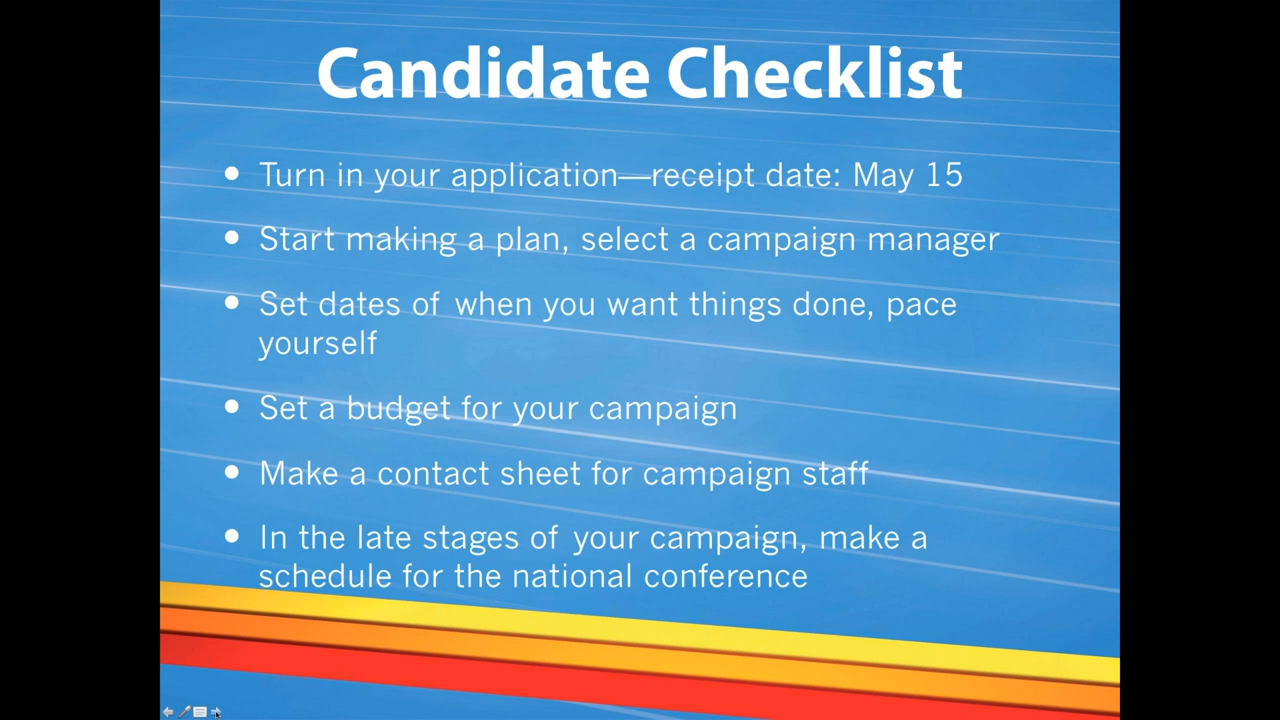 Candidate Checklist
• Turn in your application—receipt date: May 15
• Start making a plan, select a campaign manager
• Set dates of when you want things done, pace
yourself
• Set a budget for your campaign
• Make a contact sheet for campaign staff
• In the late stages of your campaign, make a
schedule for the national conference